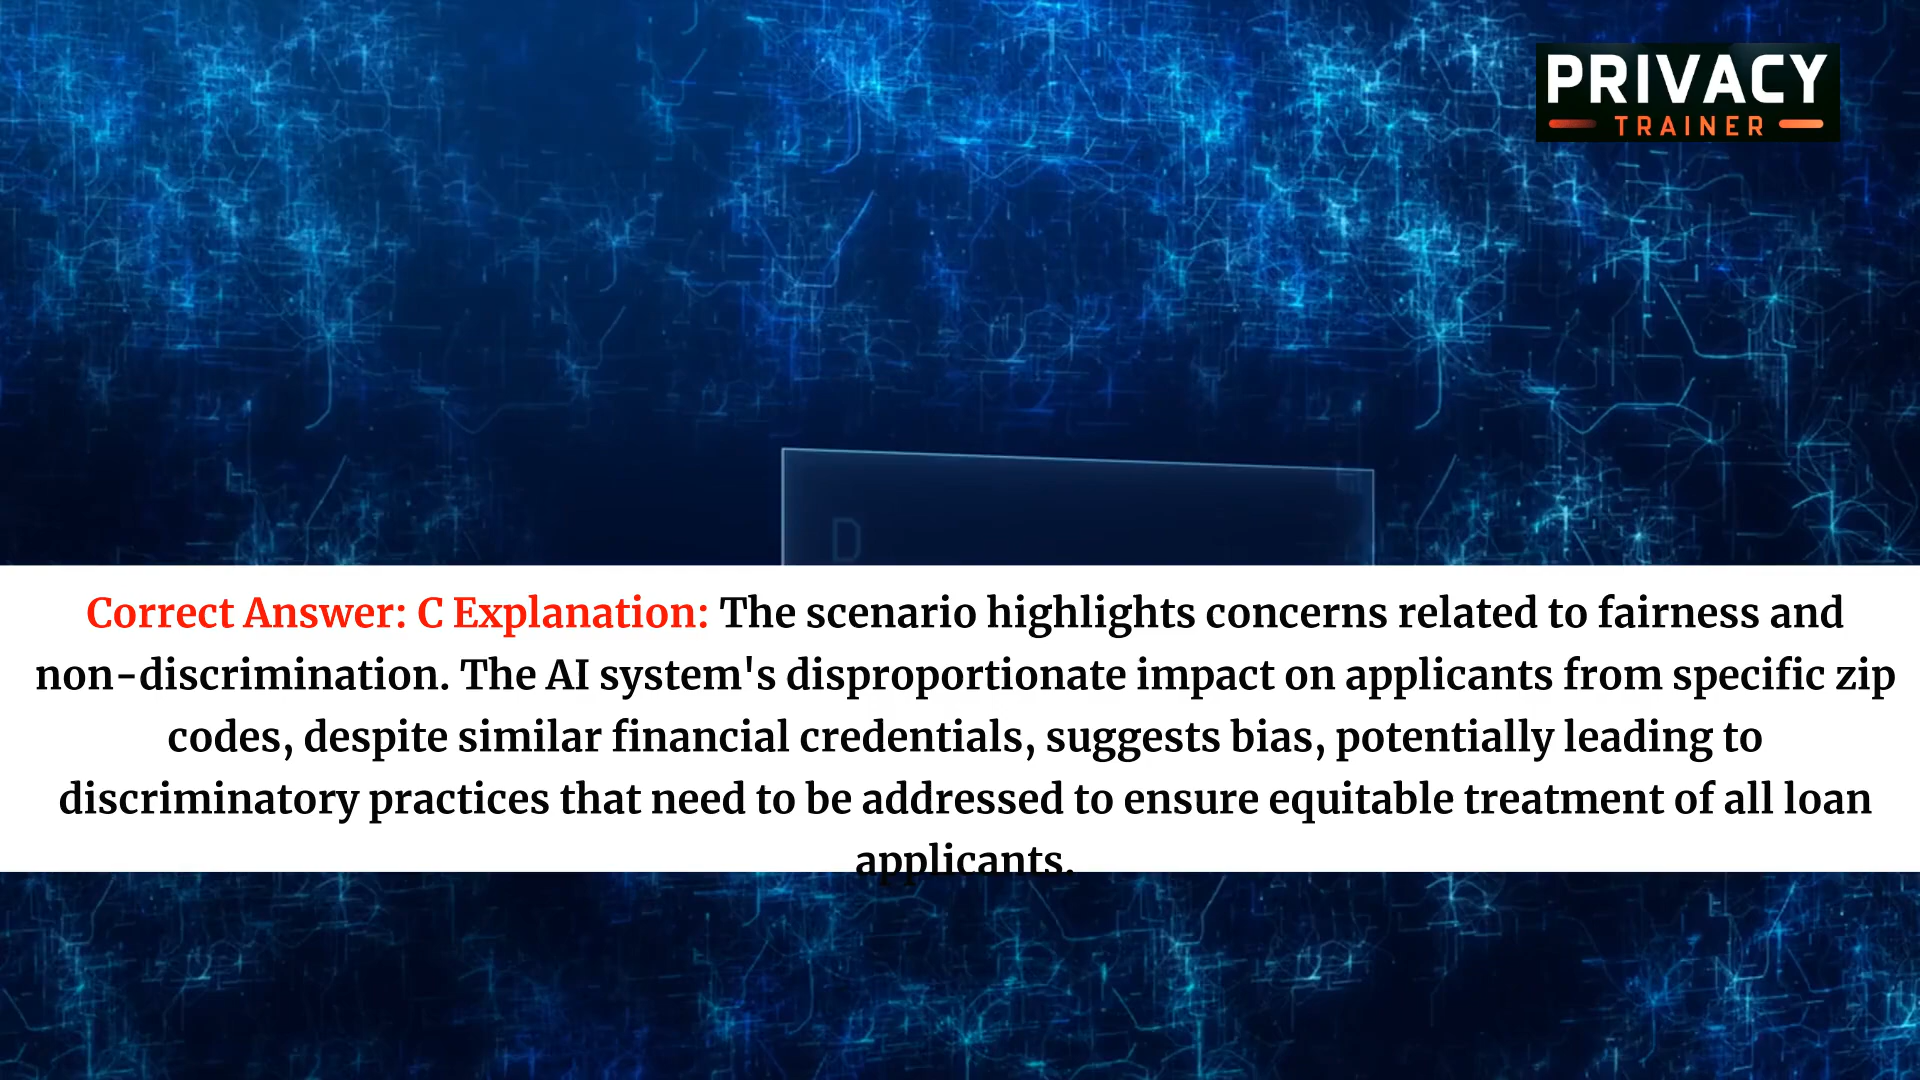 PRIVACY
TRAINER
D
Correct Answer: C Explanation: The scenario highlights concerns related to fairness and
non-discrimination. The AI system's disproportionate impact on applicants from specific zip
codes, despite similar financial credentials, suggests bias, potentially leading to
discriminatory practices that need to be addressed to ensure equitable treatment of all loan
applicants.